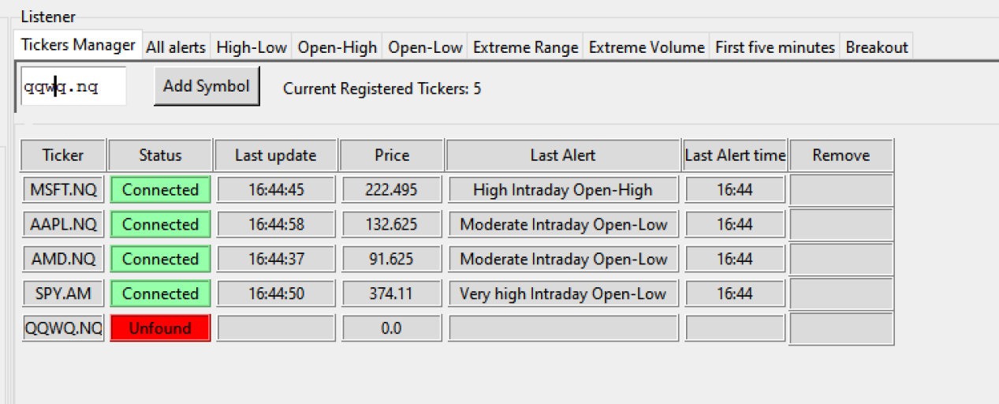 Listener
Tickers Manager All alerts High-Low Open-High Open-Low Extreme Range Extreme Volume First five minutes Breakout
qqwq.nq Add Symbol Current Registered Tickers: 5
Ticker Status Last update Price Last Alert Last Alert time Remove
MSFT.NQ Connected 16:44:45 222.495 High Intraday Open-High 16:44
AAPL.NQ Connected 16:44:58 132.625 Moderate Intraday Open-Low 16:44
AMD.NQ Connected 16:44:37 91.625 Moderate Intraday Open-Low 16:44
SPY.AM Connected 16:44:50 374.11 Very high Intraday Open-Low 16:44
QQWQ.NQ Unfound 0.0